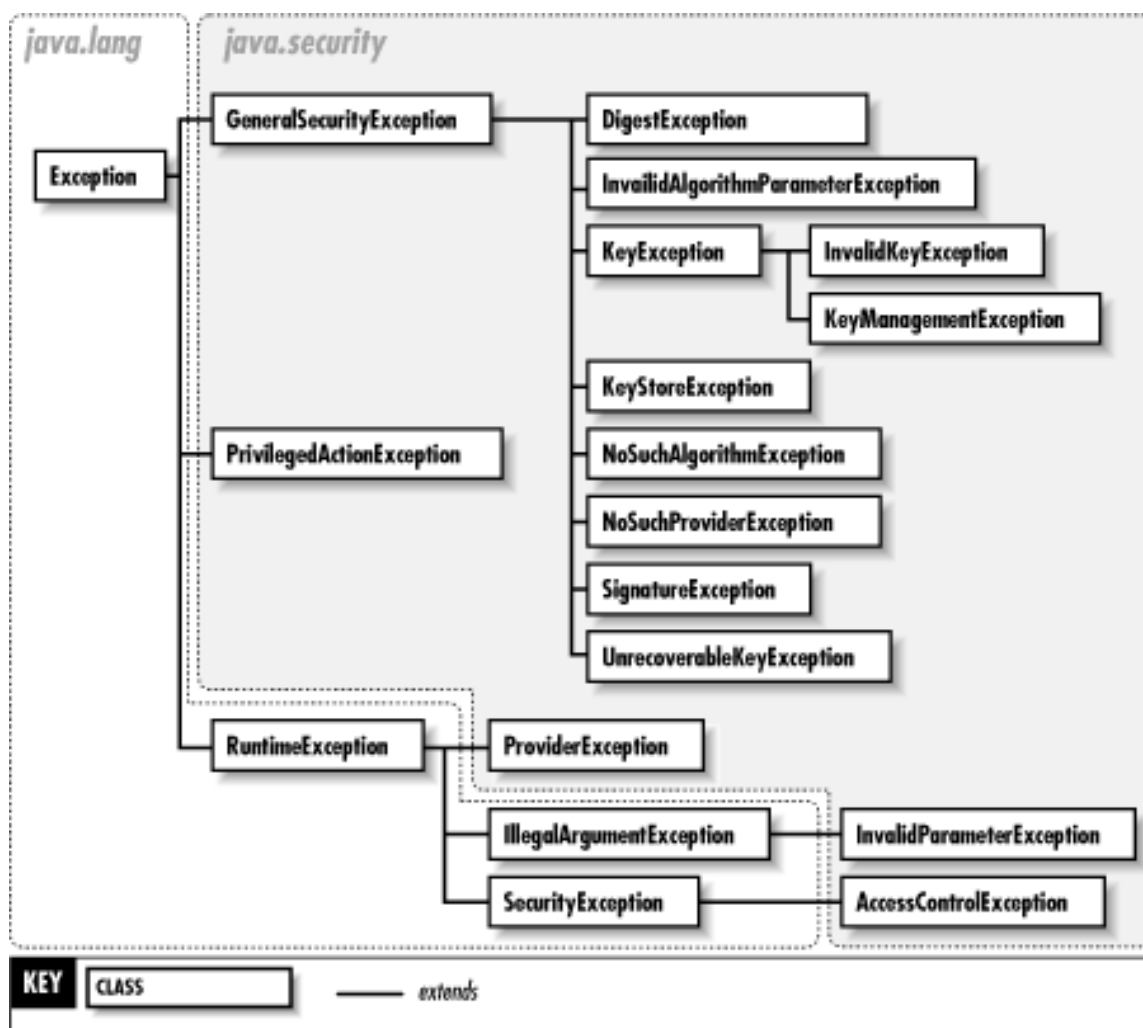 java.lang
java.security
GeneralSecurityException
DigestException
Exception
InvailidAlgorithmParameterException
KeyException
InvalidKeyException
KeyManagementException
KeyStoreException
PrivilegedActionException
NoSuchAlgorithmException
NoSuchProviderException
SignatureException
UnrecoverableKeyException
RuntimeException
ProviderException
IllegalArgumentException
InvalidParameterException
SecurityException
AccessControlException
KEY
CLASS
extends